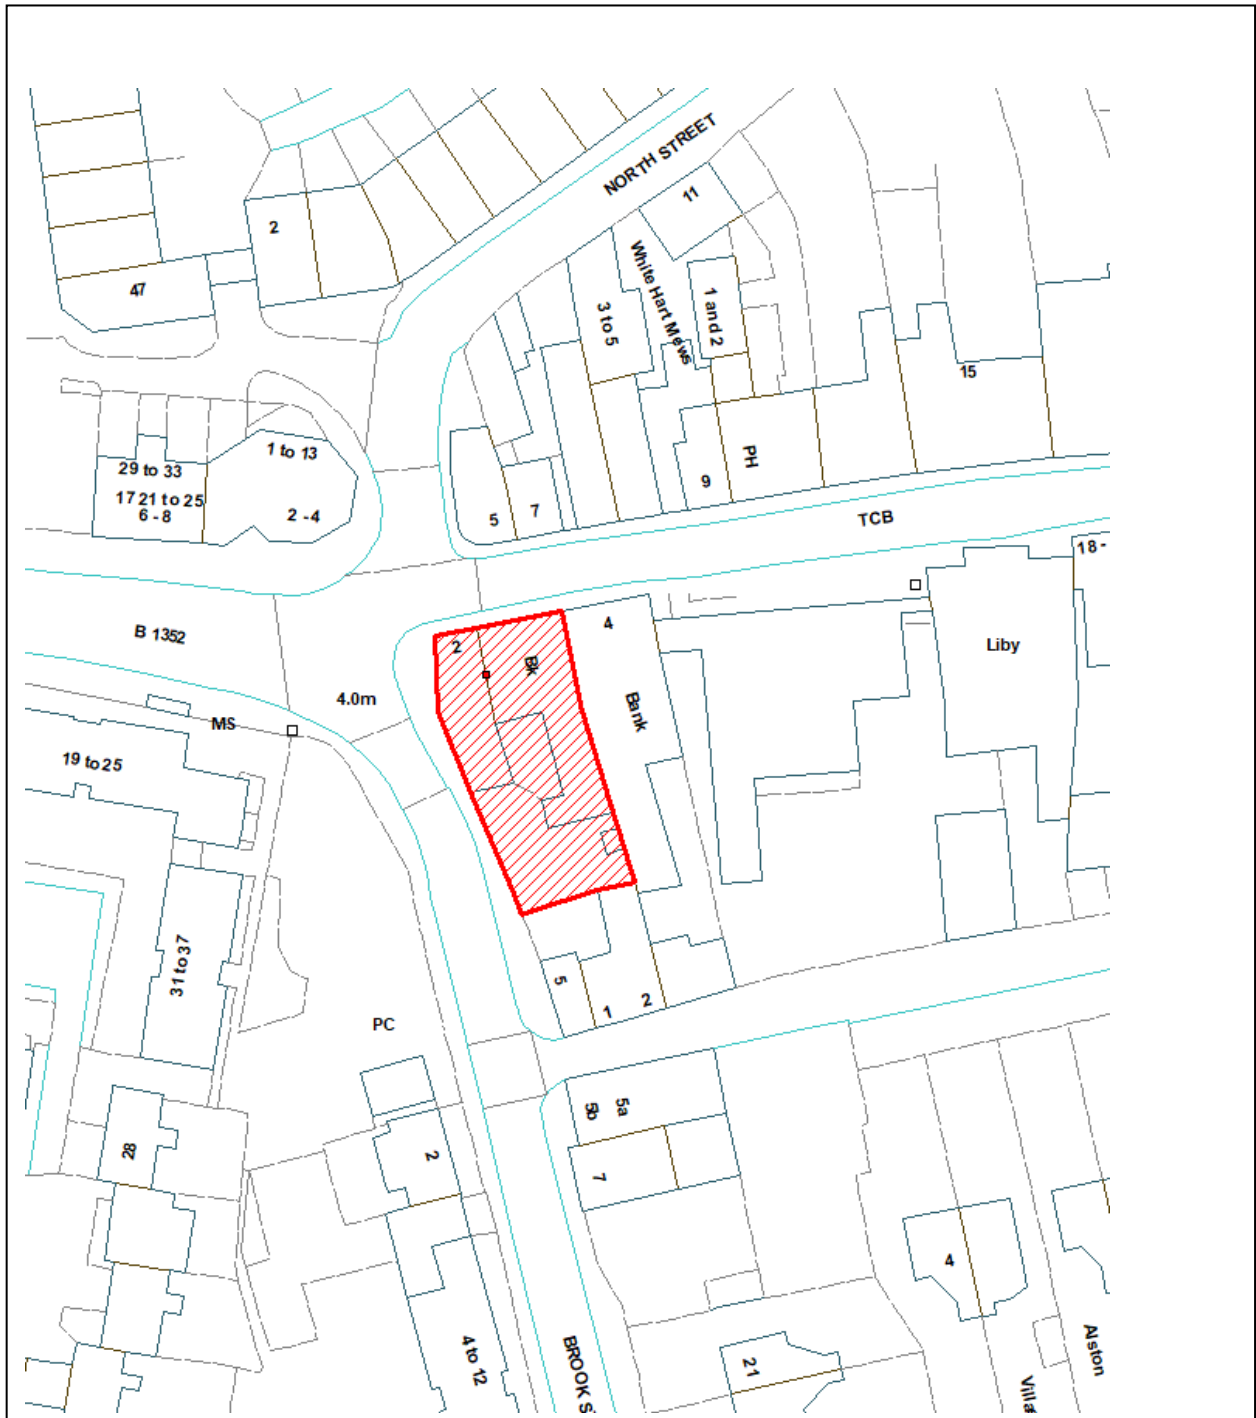 NORTH STREET
11
2
White Hart Mews
47
3 to 5
1 and 2
15
1 to 13
29 to 33
17 21 to 25
6 - 8
2 - 4
PH
9
7
5
TCB
18 -
4
B 1352
2
Bk
Liby
4.0m
Bank
MS
19 to 25
31 to 37
5
2
1
PC
5b
5a
28
2
7
4
4 to 12
BROOK S
21
Alston
Villa